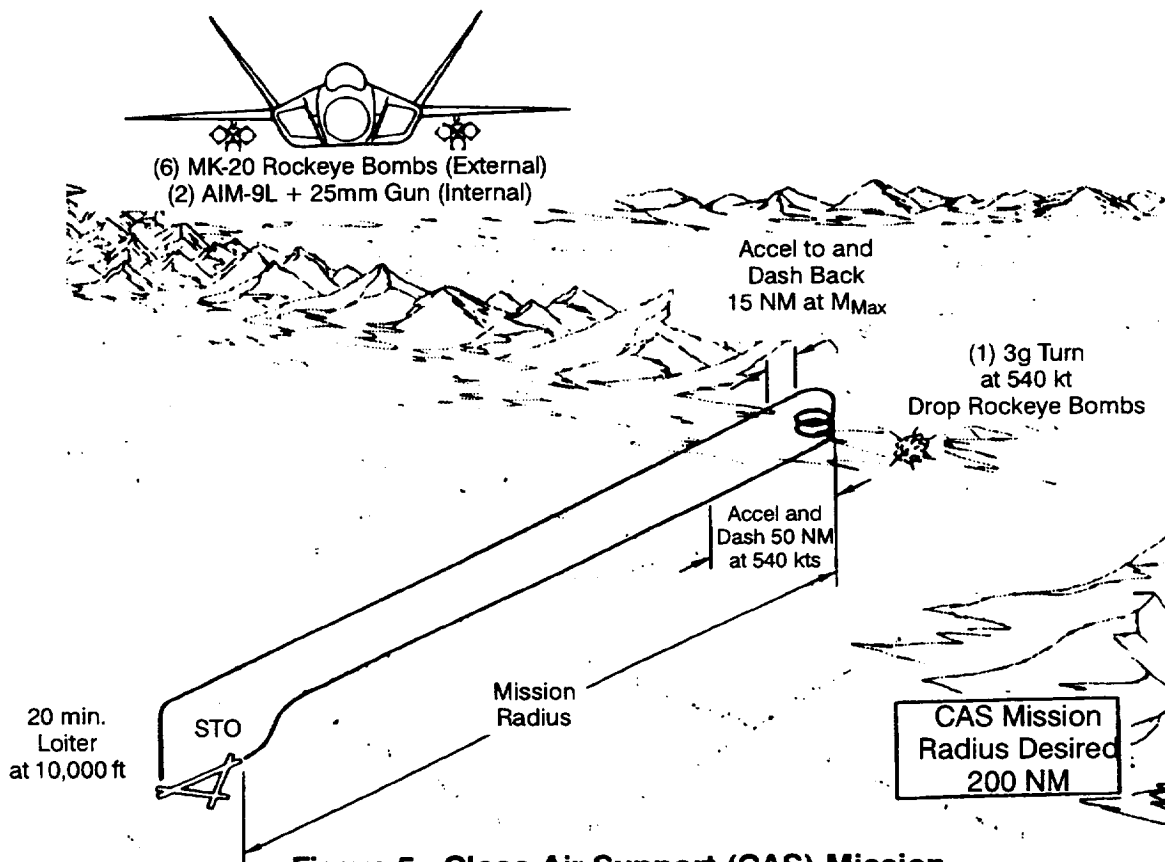 (6) MK-20 Rockeye Bombs (External)
(2) AIM-9L + 25mm Gun (Internal)
Accel to and
Dash Back
15 NM at MMax
(1) 3g Turn
at 540 kt
Drop Rockeye Bombs
Accel and
Dash 50 NM
at 540 kts
Mission
Radius
20 min.
Loiter
at 10,000 ft
STO
CAS Mission
Radius Desired
200 NM
Figure 5. Close Air Support (CAS) Mission